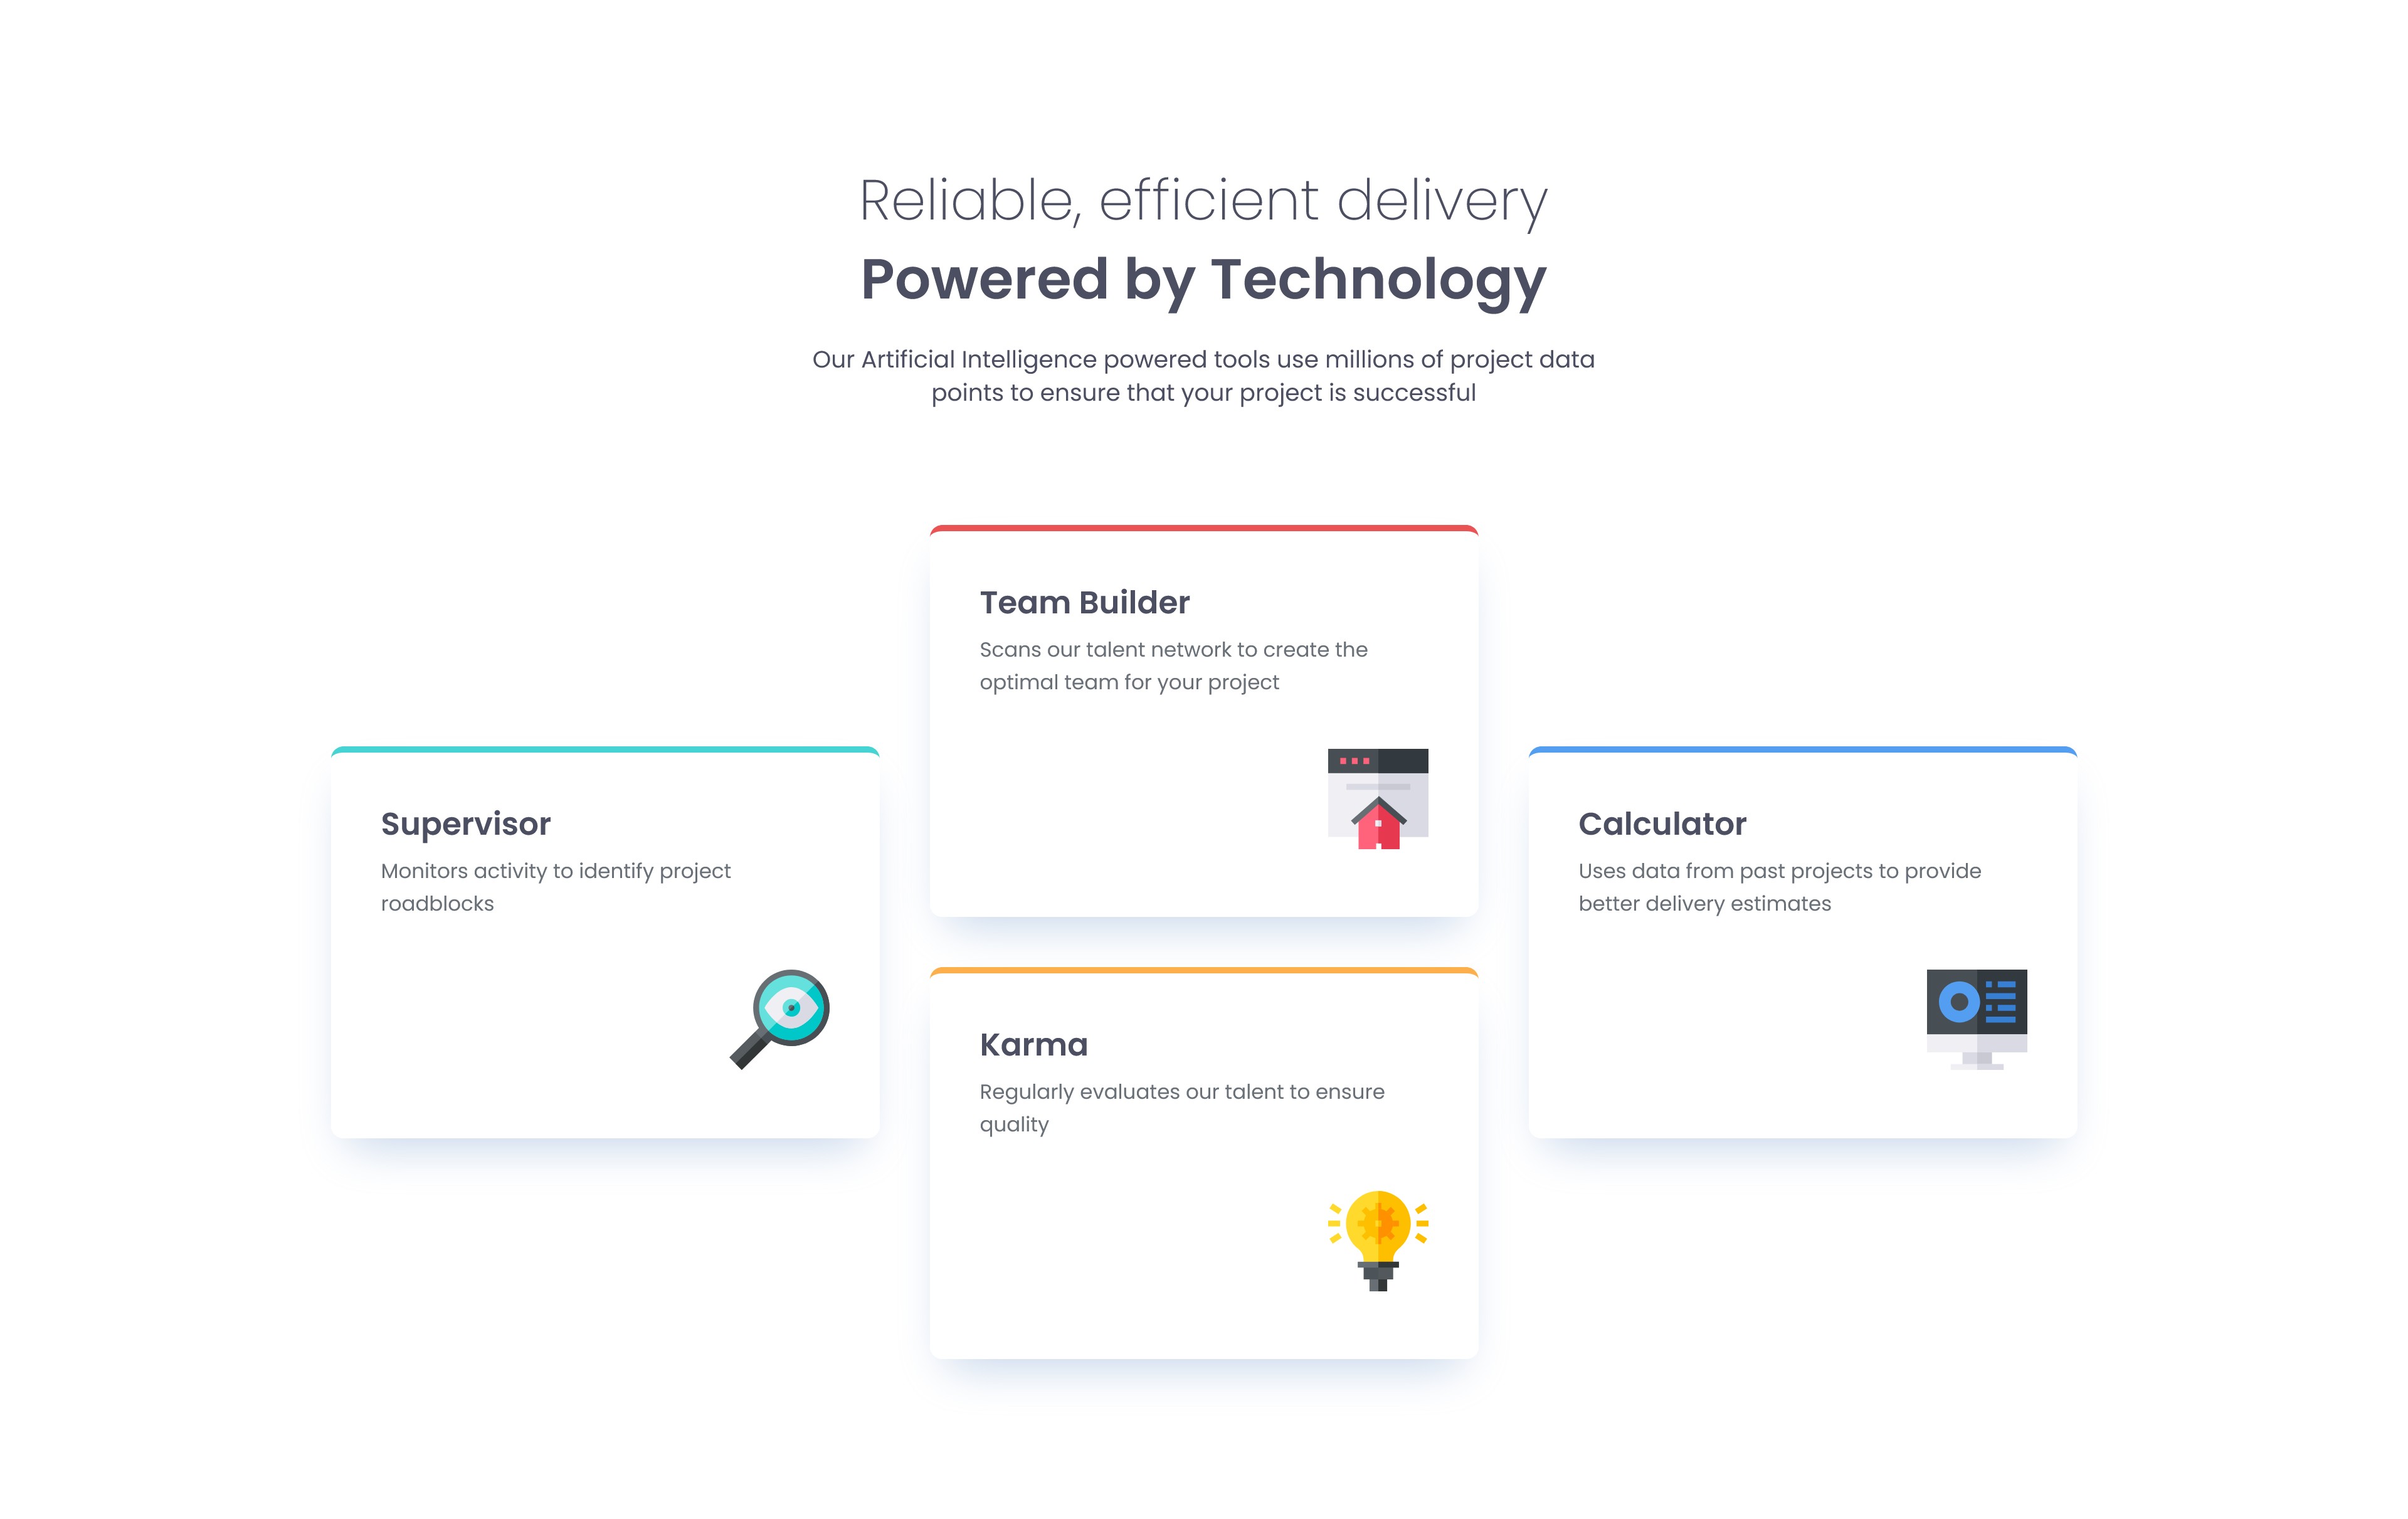 Reliable, efficient delivery
Powered by Technology
Our Artificial Intelligence powered tools use millions of project data
points to ensure that your project is successful
Team Builder
Scans our talent network to create the
optimal team for your project
Supervisor
Monitors activity to identify project
roadblocks
Calculator
Uses data from past projects to provide
better delivery estimates
Karma
Regularly evaluates our talent to ensure
quality